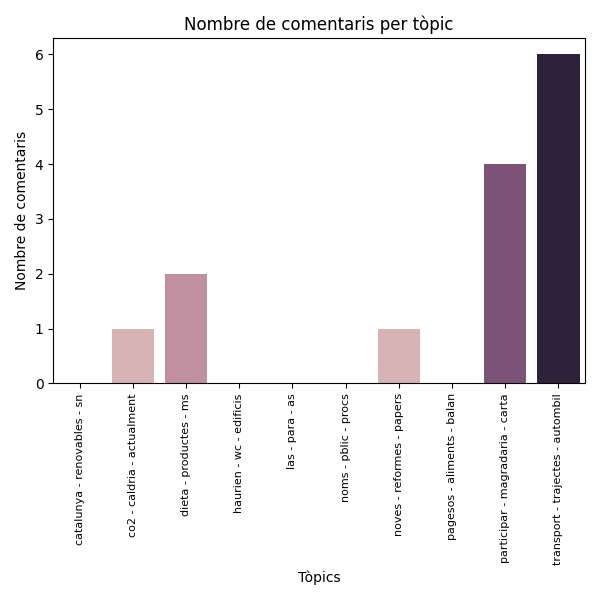 Nombre de comentaris per tòpic
Nombre de comentaris
6
5
4
3
2
1
0
catalunya - renovables - sn
co2 - caldria - actualment
dieta - productes - ms
haurien - wc - edificis
las - para - as
noms - pblic - procs
noves - reformes - papers
pagesos - aliments - balan
participar - magradaria - carta
transport - trajectes - autombil
Tòpics